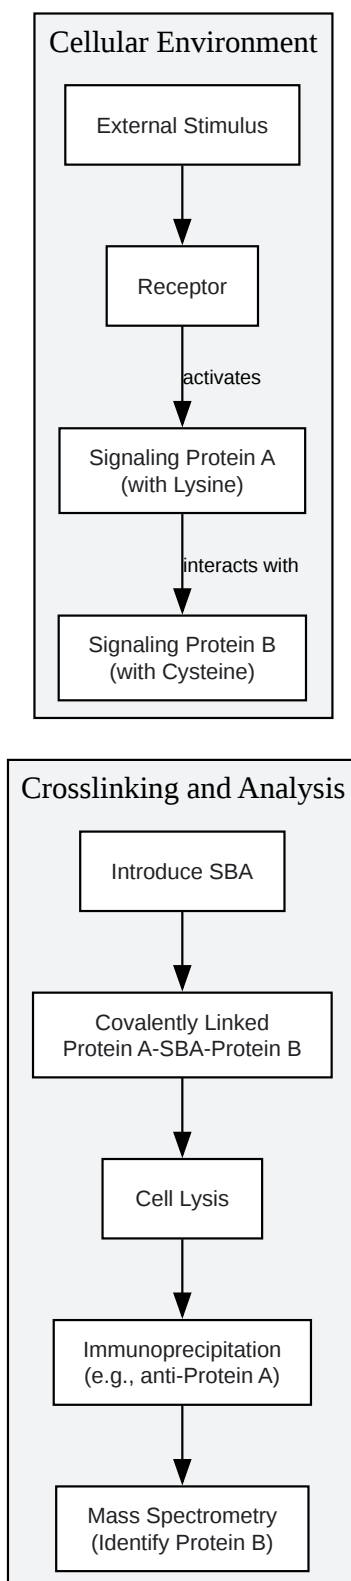 Cellular Environment
External Stimulus
Receptor
activates
Signaling Protein A
(with Lysine)
interacts with
Signaling Protein B
(with Cysteine)
Crosslinking and Analysis
Introduce SBA
Covalently Linked
Protein A-SBA-Protein B
Cell Lysis
Immunoprecipitation
(e.g., anti-Protein A)
Mass Spectrometry
(Identify Protein B)